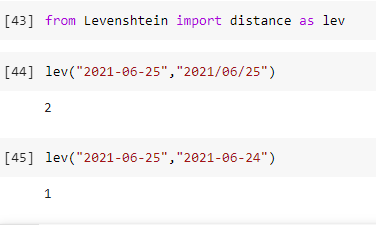 [43] from Levenshtein import distance as lev
[44] lev("2021-06-25","2021/06/25")
2
[45] lev("2021-06-25","2021-06-24")
1